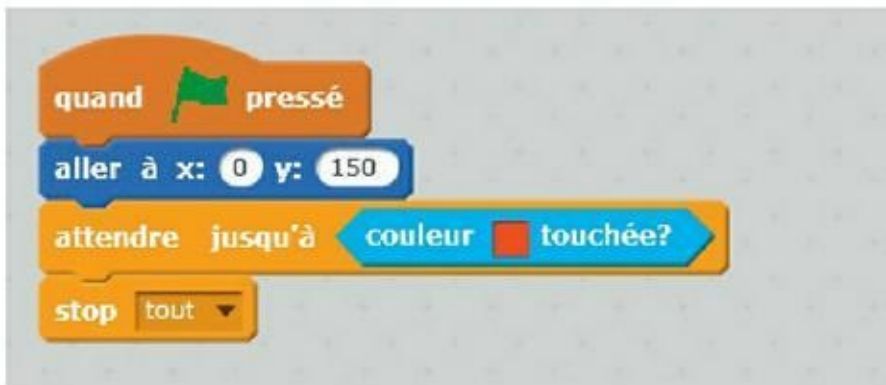 quand pressé
aller à x: 0 y: 150
attendre jusqu'à couleur touchée?
stop tout